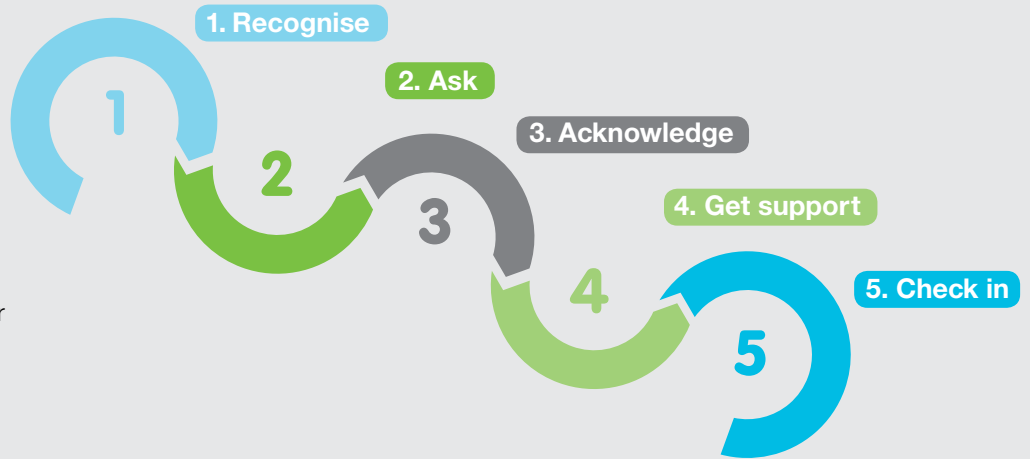 1. Recognise
1
2. Ask
2
3. Acknowledge
3
4. Get support
4
5. Check in
5
r